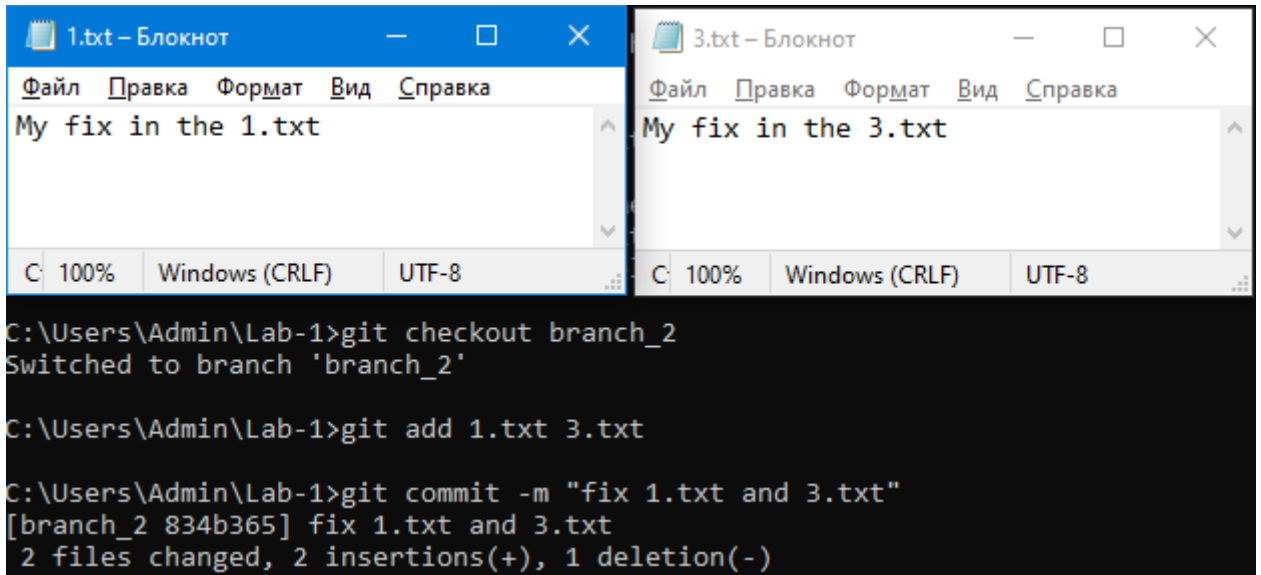 1.txt – Блокнот
Файл Правка Формат Вид Справка
My fix in the 1.txt
100% Windows (CRLF) UTF-8
3.txt – Блокнот
Файл Правка Формат Вид Справка
My fix in the 3.txt
100% Windows (CRLF) UTF-8
C:\Users\Admin\Lab-1>git checkout branch_2
Switched to branch 'branch_2'
C:\Users\Admin\Lab-1>git add 1.txt 3.txt
C:\Users\Admin\Lab-1>git commit -m "fix 1.txt and 3.txt"
[branch_2 834b365] fix 1.txt and 3.txt
2 files changed, 2 insertions(+), 1 deletion(-)